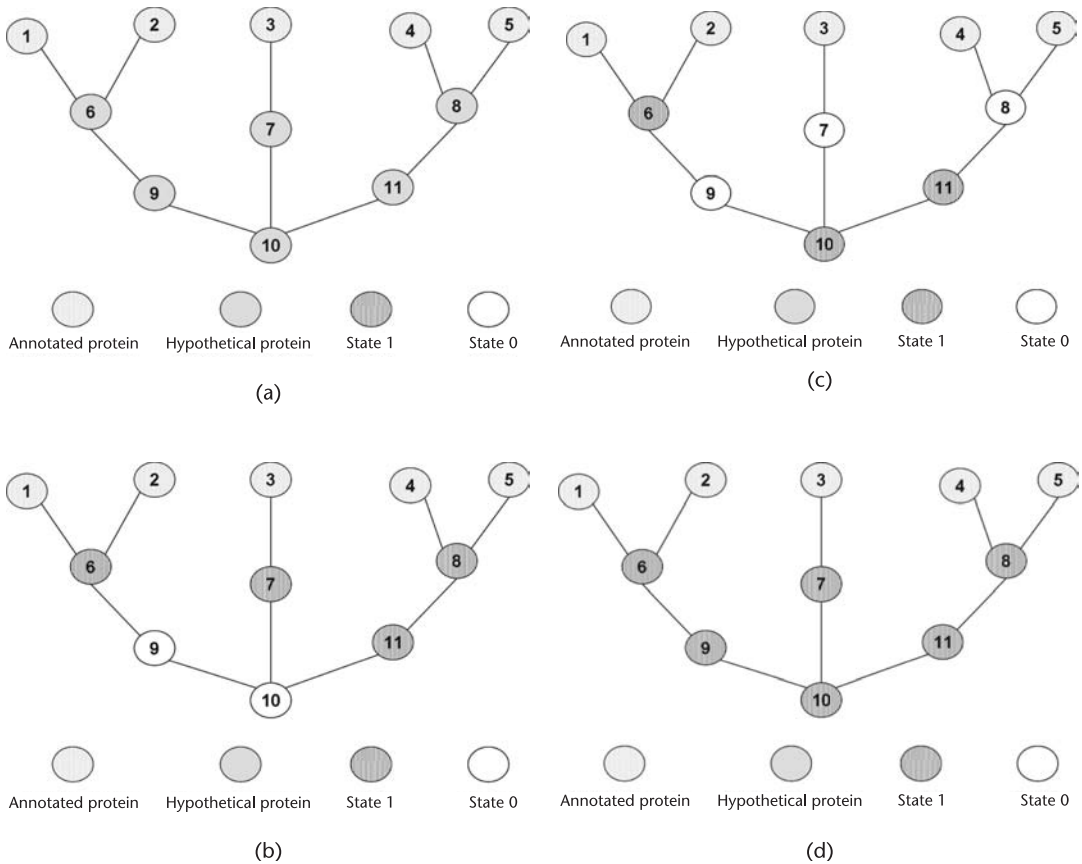 1 2 3 4 5
6 7 8
9 11
10
Annotated protein Hypothetical protein State 1 State 0
(a)
1 2 3 4 5
6 7 8
9 11
10
Annotated protein Hypothetical protein State 1 State 0
(c)
1 2 3 4 5
6 7 8
9 11
10
Annotated protein Hypothetical protein State 1 State 0
(b)
1 2 3 4 5
6 7 8
9 11
10
Annotated protein Hypothetical protein State 1 State 0
(d)